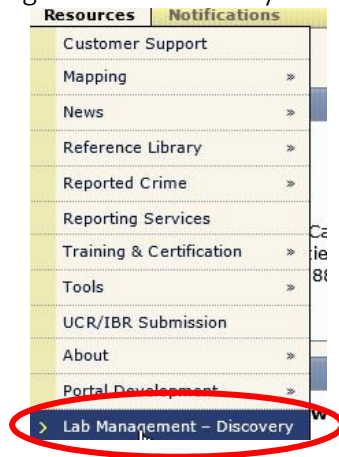 Resources Notifications
Customer Support
Mapping »
News »
Reference Library »
Reported Crime »
Reporting Services
Training & Certification »
Tools »
UCR/IBR Submission
About »
Portal Development »
> Lab Management – Discovery